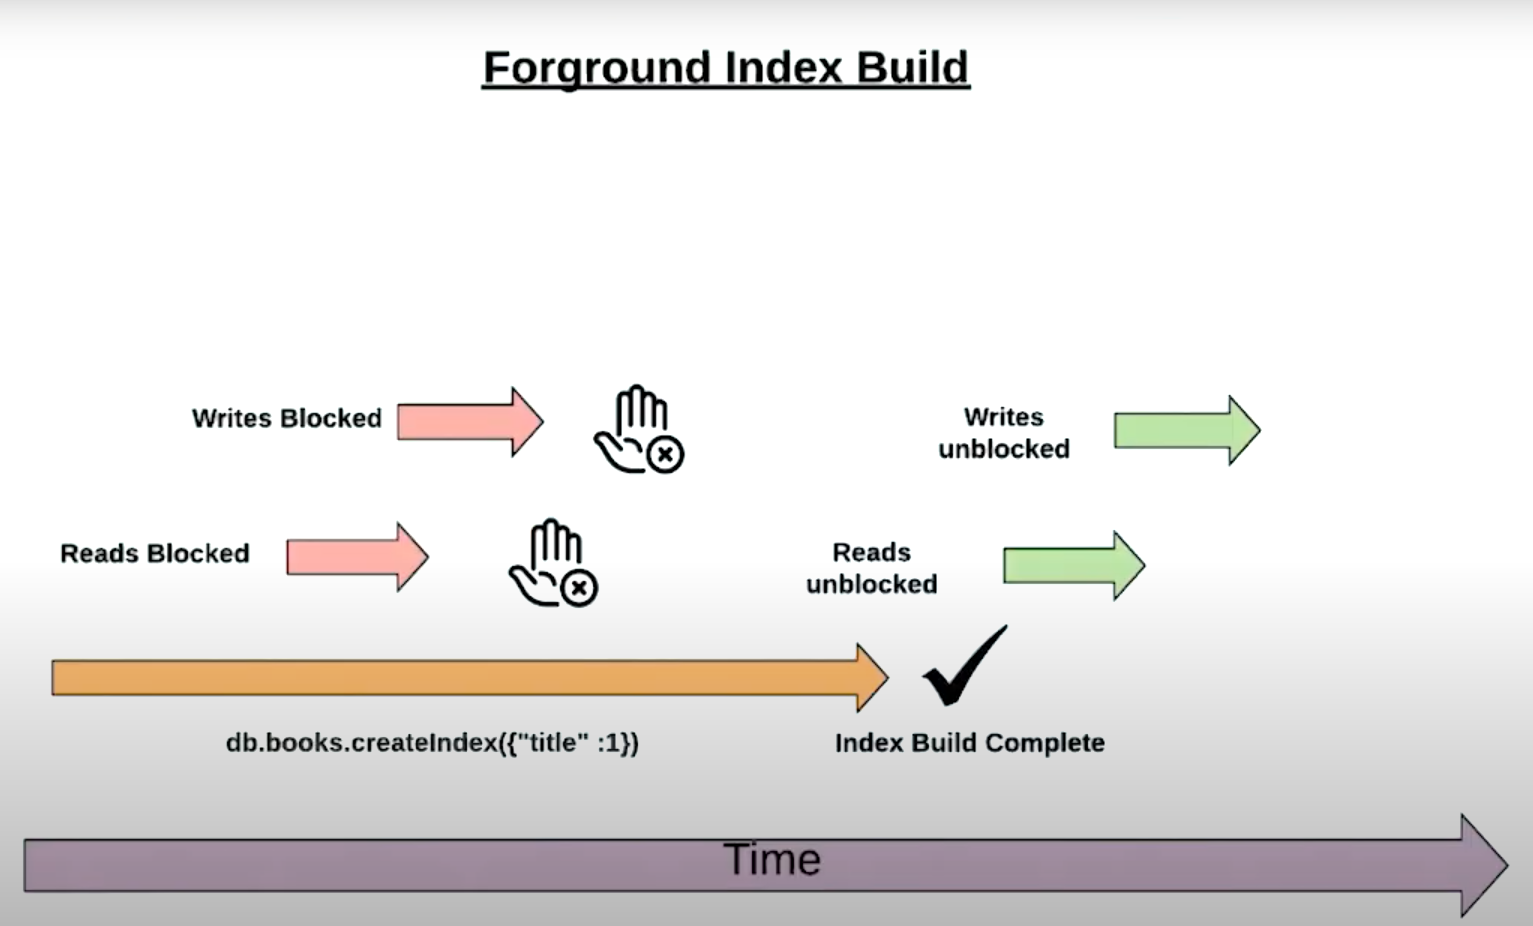 Forground Index Build
Writes Blocked
Writes
unblocked
Reads Blocked
Reads
unblocked
db.books.createIndex({"title" :1})
Index Build Complete
Time